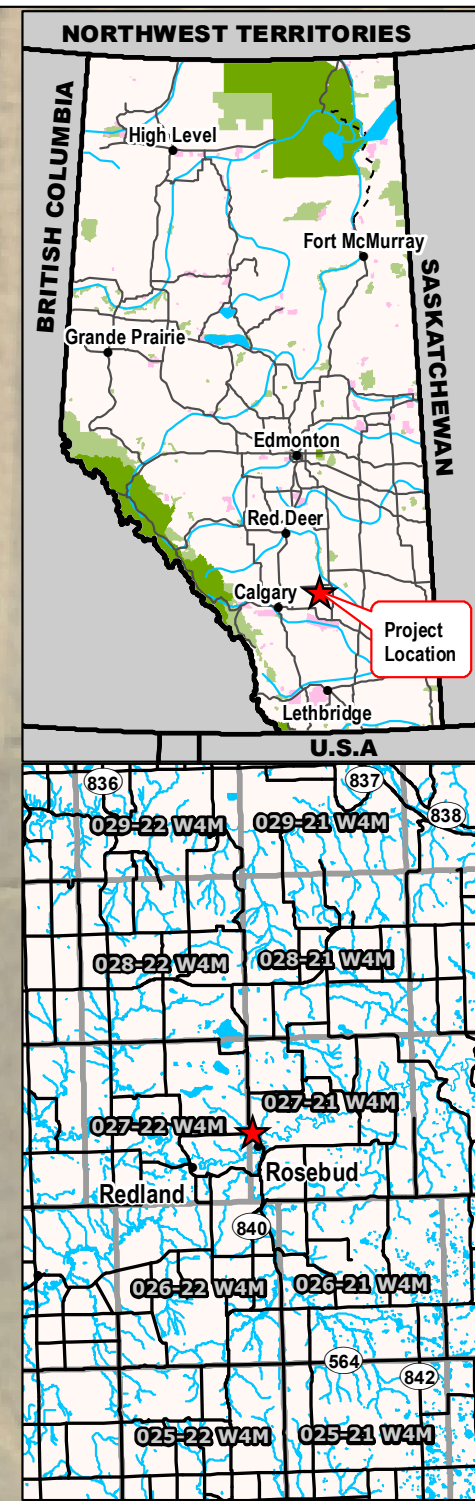 NORTHWEST TERRITORIES
BRITISH COLUMBIA
High Level
Fort McMurray
SASKATCHEWAN
Grande Prairie
Edmonton
Red Deer
Calgary
Project
Location
Lethbridge
U.S.A
836
837
838
029-22 W4M
029-21 W4M
028-22 W4M
028-21 W4M
027-21 W4M
027-22 W4M
Rosebud
Redland
840
026-22 W4M
026-21 W4M
564
842
025-22 W4M
025-21 W4M